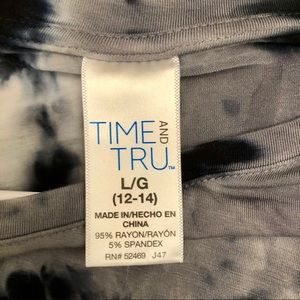 TIME AND
TRU™
L/G
(12-14)
MADE IN/HECHO EN
CHINA
95% RAYON/RAYÓN
5% SPANDEX
RN# 52469 J47